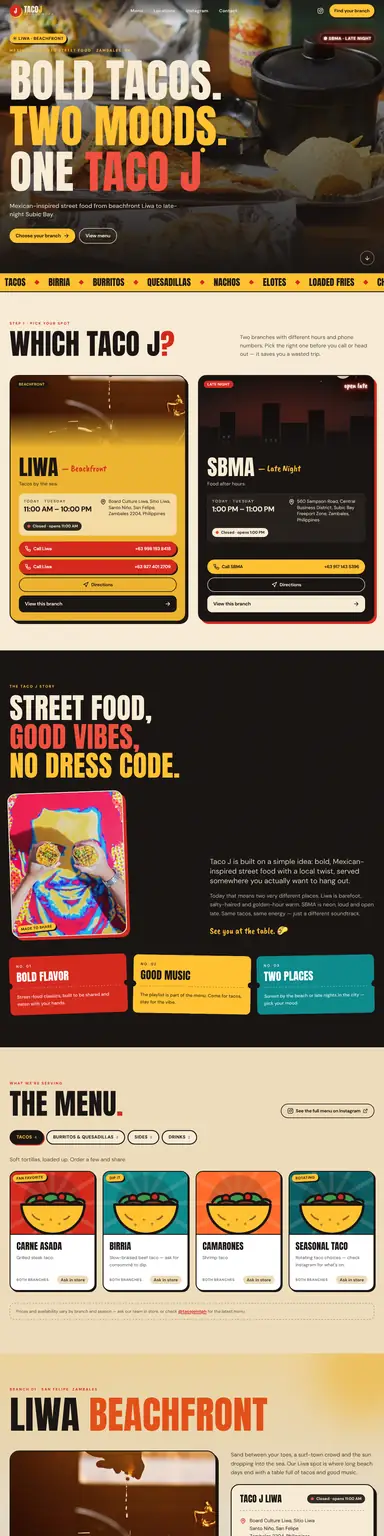 TACO J
Menu
Locations
Instagram
Contact
Find your branch
LIWA · BEACHFRONT
SBMA · LATE NIGHT
BOLD TACOS.
TWO MOODS.
ONE TACO J
Mexican-inspired street food from beachfront Liwa to late-
night Subic Bay
Choose your branch
View menu
TACOS
BIRRIA
BURRITOS
QUESADILLAS
NACHOS
ELOTES
LOADED FRIES
STEP 1 · PICK YOUR SPOT
WHICH TACO J?
Two branches with different hours and phone
numbers. Pick the right one before you call or head
out — it saves you a wasted trip.
BEACHFRONT
LIWA
— Beachfront
Tacos by the sea.
TODAY · TUESDAY
11:00 AM – 10:00 PM
Closed · opens 11:00 AM
Board Culture Liwa, Sitio Liwa,
Santo Niño, San Felipe,
Zambales 2204, Philippines
Call Liwa
Call Liwa
+63 927 401 2709
Directions
View this branch
LATE NIGHT
open late
SBMA
— Late Night
Food after hours.
TODAY · TUESDAY
1:00 PM – 11:00 PM
Closed · opens 1:00 PM
560 Sampson Road, Central
Business District, Subic Bay
Freeport Zone, Zambales,
Philippines
Call SBMA
+63 917 143 5396
Directions
View this branch
THE TACO J STORY
STREET FOOD,
GOOD VIBES,
NO DRESS CODE.
MADE TO SHARE
Taco J is built on a simple idea: bold, Mexican-
inspired street food with a local twist, served
somewhere you actually want to hang out.
Today that means two very different places. Liwa is barefoot,
salty-haired and golden-hour warm. SBMA is neon, loud and open
late. Same tacos, same energy — just a different soundtrack.
See you at the table.
NO. 01
BOLD FLAVOR
Street-food classics, built to be shared and
eaten with your hands.
NO. 02
GOOD MUSIC
The playlist is part of the menu. Come for tacos,
stay for the vibe.
NO. 03
TWO PLACES
Sunset by the beach or late nights in the city —
pick your mood.
WHAT WE'RE SERVING
THE MENU.
See the full menu on Instagram
TACOS
BURRITOS & QUESADILLAS
SIDES
DRINKS
Soft tortillas, loaded up. Order a few and share.
FAN FAVORITE
CARNE ASADA
Grilled steak taco.
BOTH BRANCHES
Ask in store
DIP IT
BIRRIA
Slow-braised beef taco — ask for
consommé to dip.
BOTH BRANCHES
Ask in store
CAMARONES
Shrimp taco.
BOTH BRANCHES
Ask in store
ROTATING
SEASONAL TACO
Rotating taco choices — check
Instagram for what's on.
BOTH BRANCHES
Ask in store
Prices and availability vary by branch and season — ask our team in store, or check
for the latest menu.
BRANCH 01 · SAN FELIPE, ZAMBALES
LIWA BEACHFRONT
Sand between your toes, a surf-town crowd and the sun
dropping into the sea. Our Liwa spot is where long beach
days end with a table full of tacos and good music.
TACO J LIWA
Closed · opens 11:00 AM
Board Culture Liwa, Sitio Liwa
Santo Niño, San Felipe
Zambales 2204, Philippines